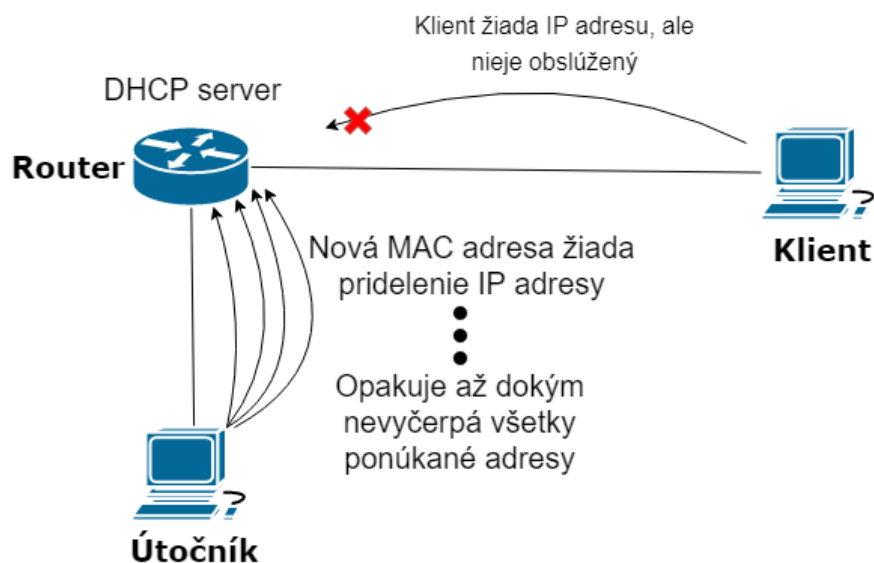 Klient žiada IP adresu, ale
nieje obslúžený
DHCP server
Router
Klient
Nová MAC adresa žiada
pridelenie IP adresy
Opakuje až dokým
nevyčerpá všetky
ponúkané adresy
Útočník